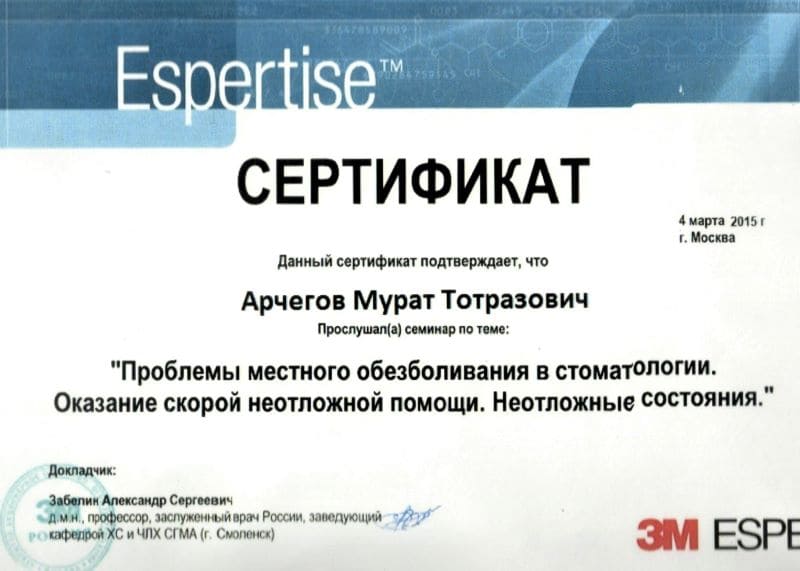 Espertise™
СЕРТИФИКАТ
4 марта 2015 г
г. Москва
Данный сертификат подтверждает, что
Арчегов Мурат Тотразович
Прослушал(а) семинар по теме:
"Проблемы местного обезболивания в стоматологии.
Оказание скорой неотложной помощи. Неотложные состояния."
Докладчик:
Забелин Александр Сергеевич
д.м.н., профессор, заслуженный врач России, заведующий
кафедрой ХС и ЧЛХ СГМА (г. Смоленск)
3M ESPE